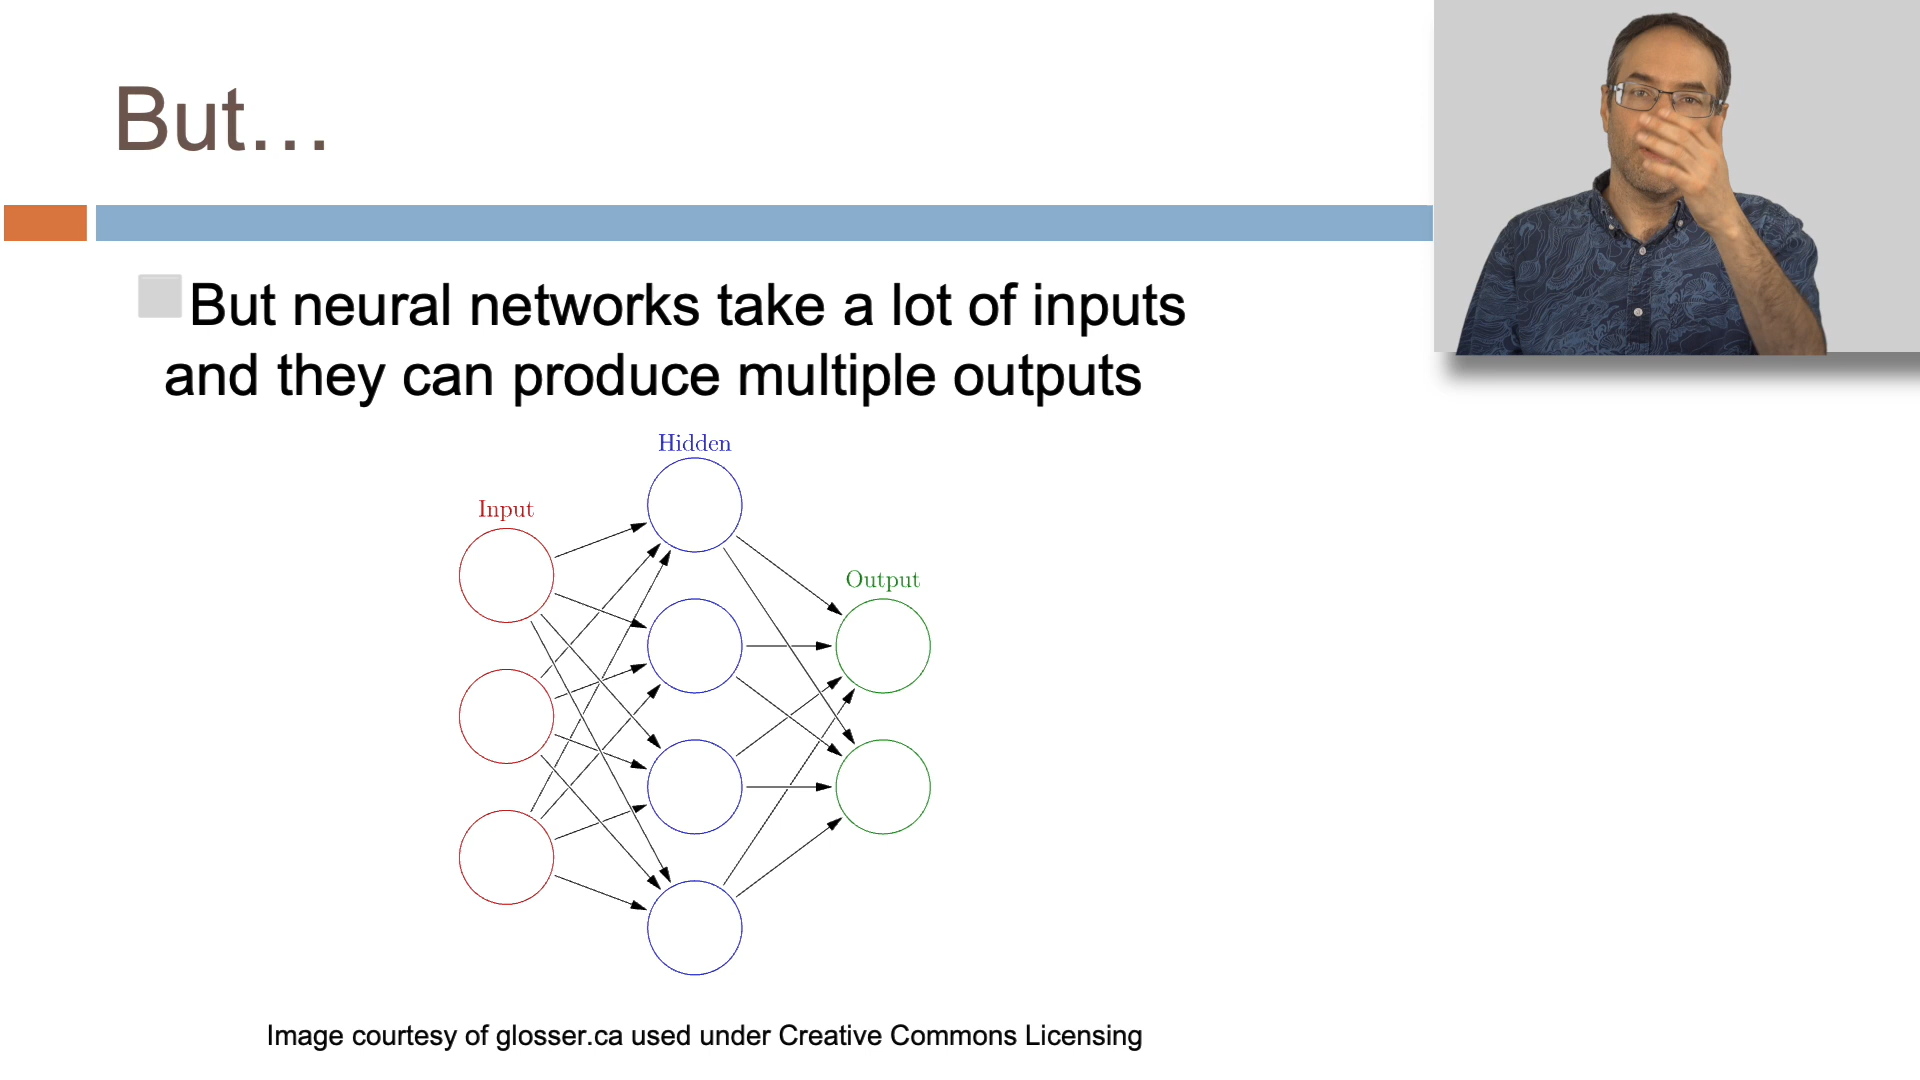 But…
But neural networks take a lot of inputs
and they can produce multiple outputs
Hidden
Input
Output
Image courtesy of glosser.ca used under Creative Commons Licensing